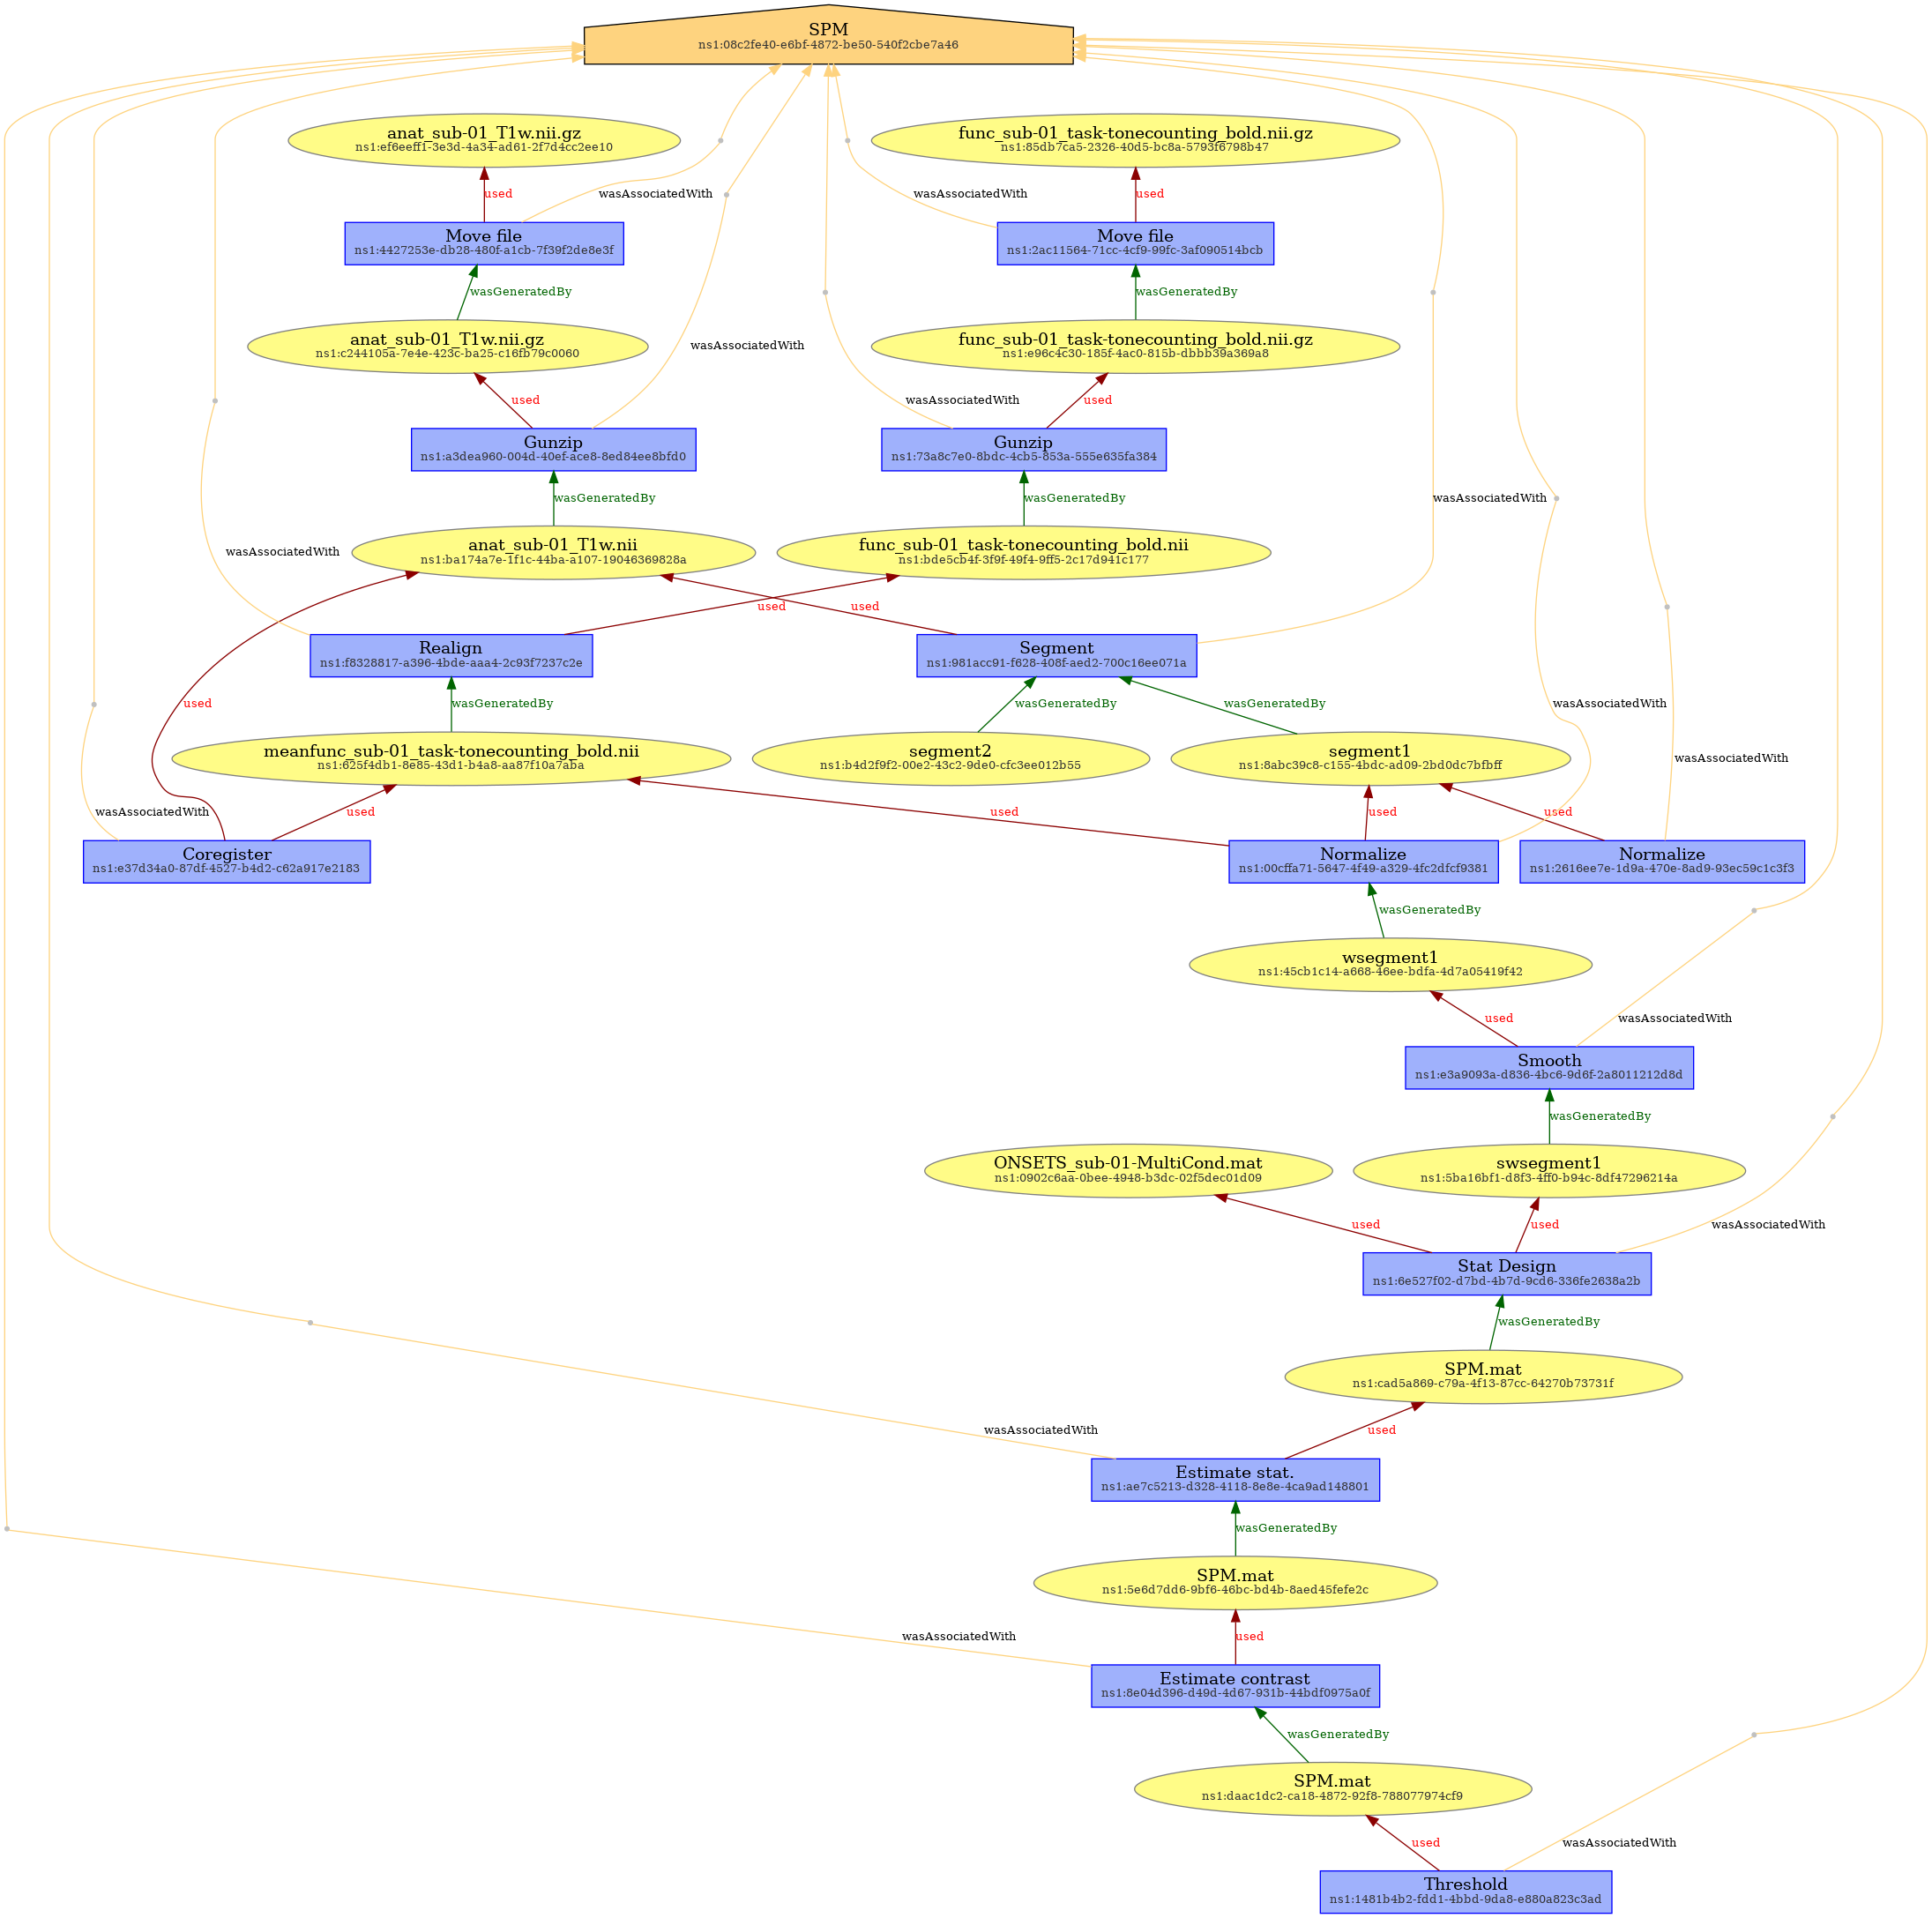 SPM
ns1:08c2fe40-e6bf-4872-be50-540f2cbe7a46
anat_sub-01_T1w.nii.gz
ns1:ef6eeff1-3e3d-4a34-ad61-2f7d4cc2ee10
func_sub-01_task-tonecounting_bold.nii.gz
ns1:85db7ca5-2326-40d5-bc8a-5793f6798b47
used
wasAssociatedWith
wasAssociatedWith
used
Move file
ns1:4427253e-db28-480f-a1cb-7f39f2de8e3f
Move file
ns1:2ac11564-71cc-4cf9-99fc-3af090514bcb
wasGeneratedBy
wasGeneratedBy
anat_sub-01_T1w.nii.gz
ns1:c244105a-7e4e-423c-ba25-c16fb79c0060
wasAssociatedWith
func_sub-01_task-tonecounting_bold.nii.gz
ns1:e96c4c30-185f-4ac0-815b-dbbb39a369a8
used
wasAssociatedWith
used
Gunzip
ns1:a3dea960-004d-40ef-ace8-8ed84ee8bfd0
Gunzip
ns1:73a8c7e0-8bdc-4cb5-853a-555e635fa384
wasGeneratedBy
wasGeneratedBy
wasAssociatedWith
wasAssociatedWith
anat_sub-01_T1w.nii
ns1:ba174a7e-1f1c-44ba-a107-19046369828a
func_sub-01_task-tonecounting_bold.nii
ns1:bde5cb4f-3f9f-49f4-9ff5-2c17d941c177
used
used
Realign
ns1:f8328817-a396-4bde-aaa4-2c93f7237c2e
Segment
ns1:981acc91-f628-408f-aed2-700c16ee071a
used
wasGeneratedBy
wasGeneratedBy
wasGeneratedBy
wasAssociatedWith
meanfunc_sub-01_task-tonecounting_bold.nii
ns1:625f4db1-8e85-43d1-b4a8-aa87f10a7aba
segment2
ns1:b4d2f9f2-00e2-43c2-9de0-cfc3ee012b55
segment1
ns1:8abc39c8-c155-4bdc-ad09-2bd0dc7bfbff
wasAssociatedWith
wasAssociatedWith
used
used
used
used
Coregister
ns1:e37d34a0-87df-4527-b4d2-c62a917e2183
Normalize
ns1:00cffa71-5647-4f49-a329-4fc2dfcf9381
Normalize
ns1:2616ee7e-1d9a-470e-8ad9-93ec59c1c3f3
wasGeneratedBy
wsegment1
ns1:45cb1c14-a668-46ee-bdfa-4d7a05419f42
used
wasAssociatedWith
Smooth
ns1:e3a9093a-d836-4bc6-9d6f-2a8011212d8d
wasGeneratedBy
ONSETS_sub-01-MultiCond.mat
ns1:0902c6aa-0bee-4948-b3dc-02f5dec01d09
swsegment1
ns1:5ba16bf1-d8f3-4ff0-b94c-8df47296214a
used
used
wasAssociatedWith
Stat Design
ns1:6e527f02-d7bd-4b7d-9cd6-336fe2638a2b
wasGeneratedBy
SPM.mat
ns1:cad5a869-c79a-4f13-87cc-64270b73731f
wasAssociatedWith
used
Estimate stat.
ns1:ae7c5213-d328-4118-8e8e-4ca9ad148801
wasGeneratedBy
SPM.mat
ns1:5e6d7dd6-9bf6-46bc-bd4b-8aed45fefe2c
wasAssociatedWith
used
Estimate contrast
ns1:8e04d396-d49d-4d67-931b-44bdf0975a0f
wasGeneratedBy
SPM.mat
ns1:daac1dc2-ca18-4872-92f8-788077974cf9
used
wasAssociatedWith
Threshold
ns1:1481b4b2-fdd1-4bbd-9da8-e880a823c3ad